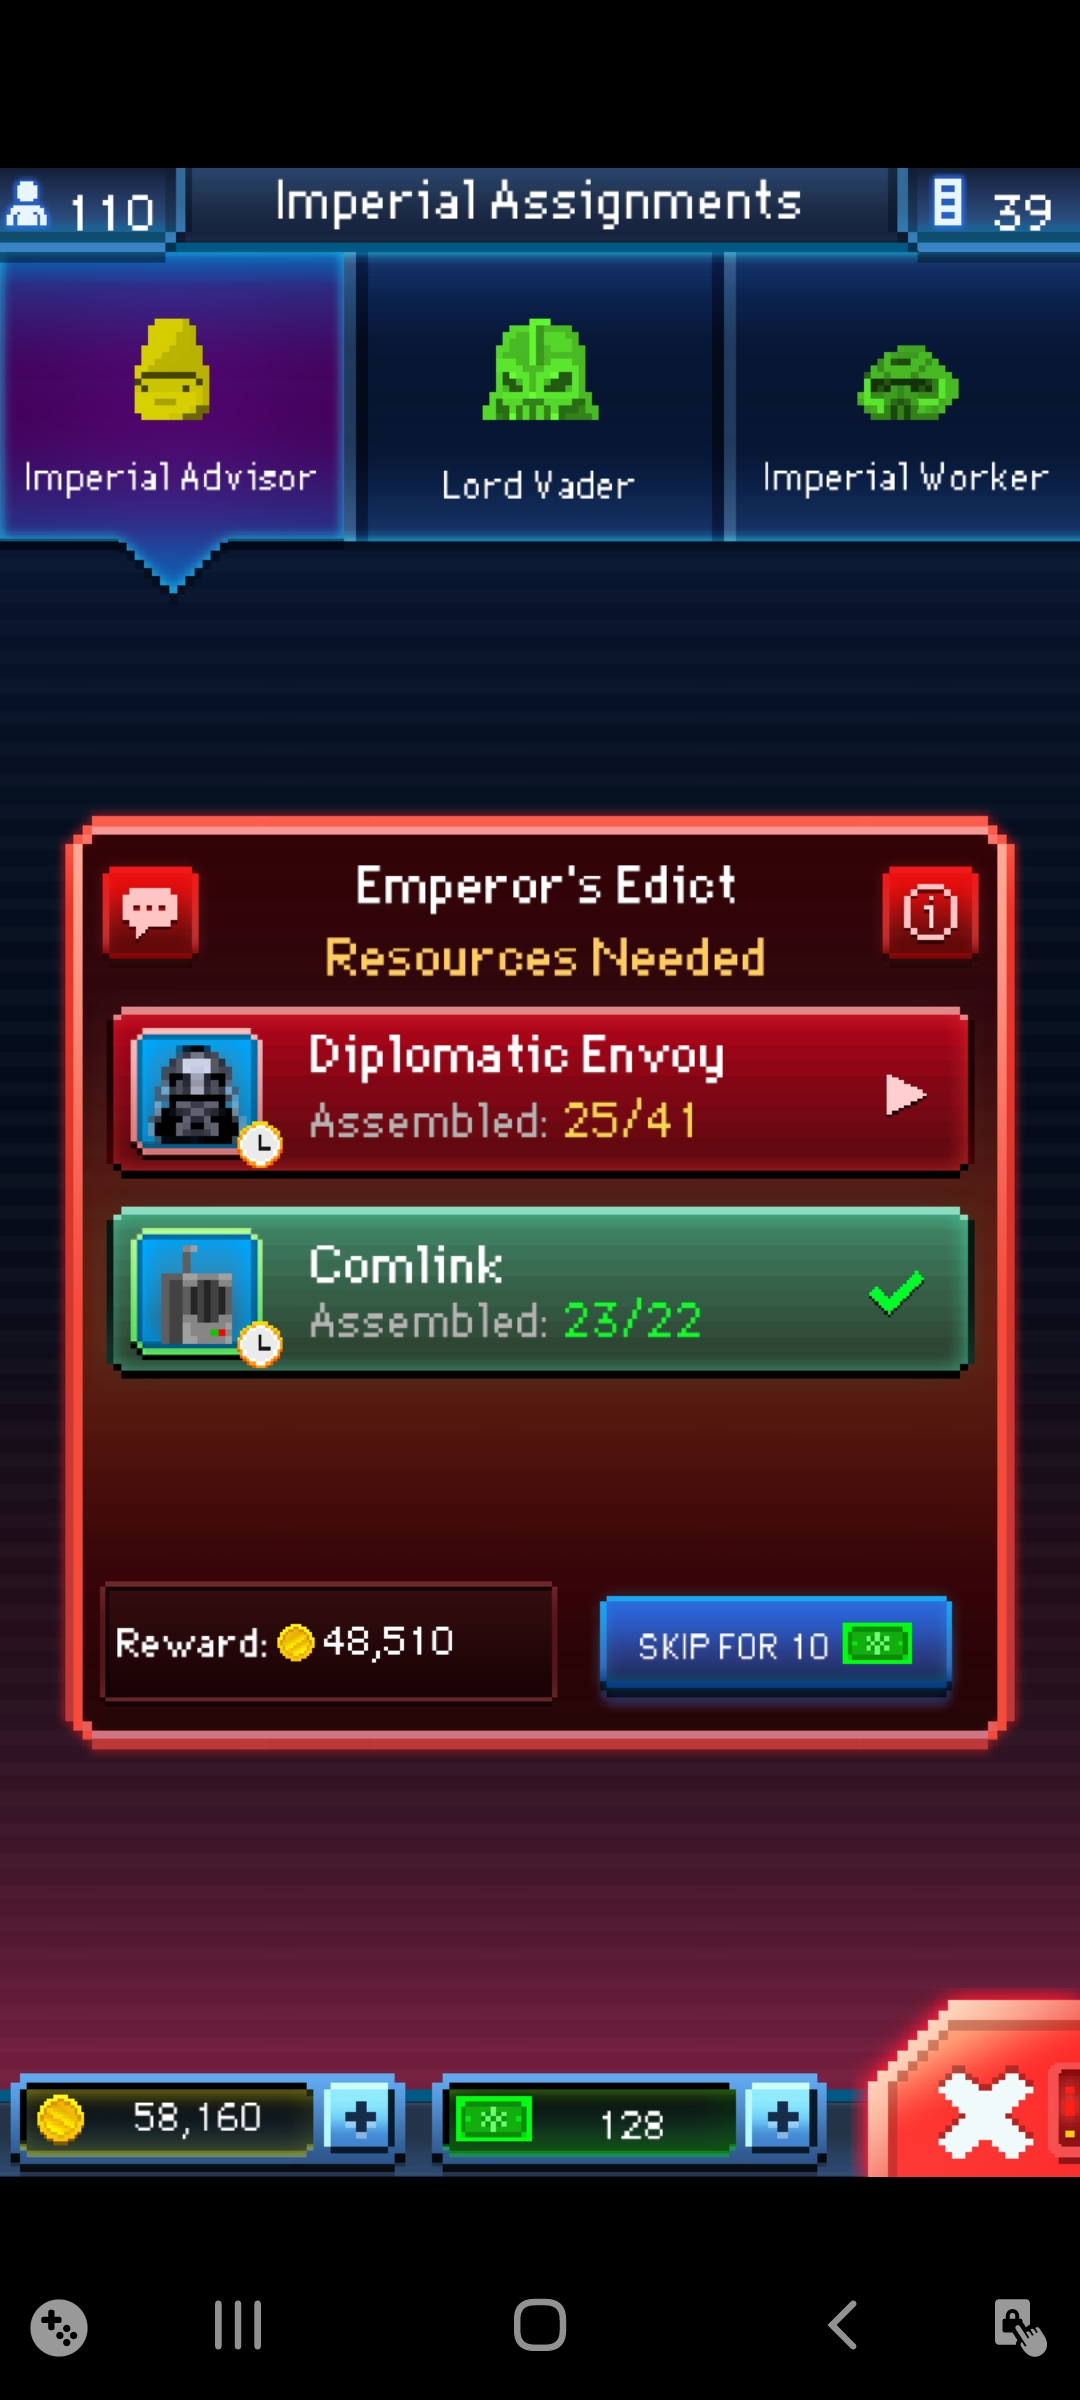 110
Imperial Assignments
39
Imperial Advisor
Lord Vader
Imperial Worker
Emperor's Edict
Resources Needed
Diplomatic Envoy
Assembled: 25/41
Comlink
Assembled: 23/22
Reward: 48,510
SKIP FOR 10
58,160
128